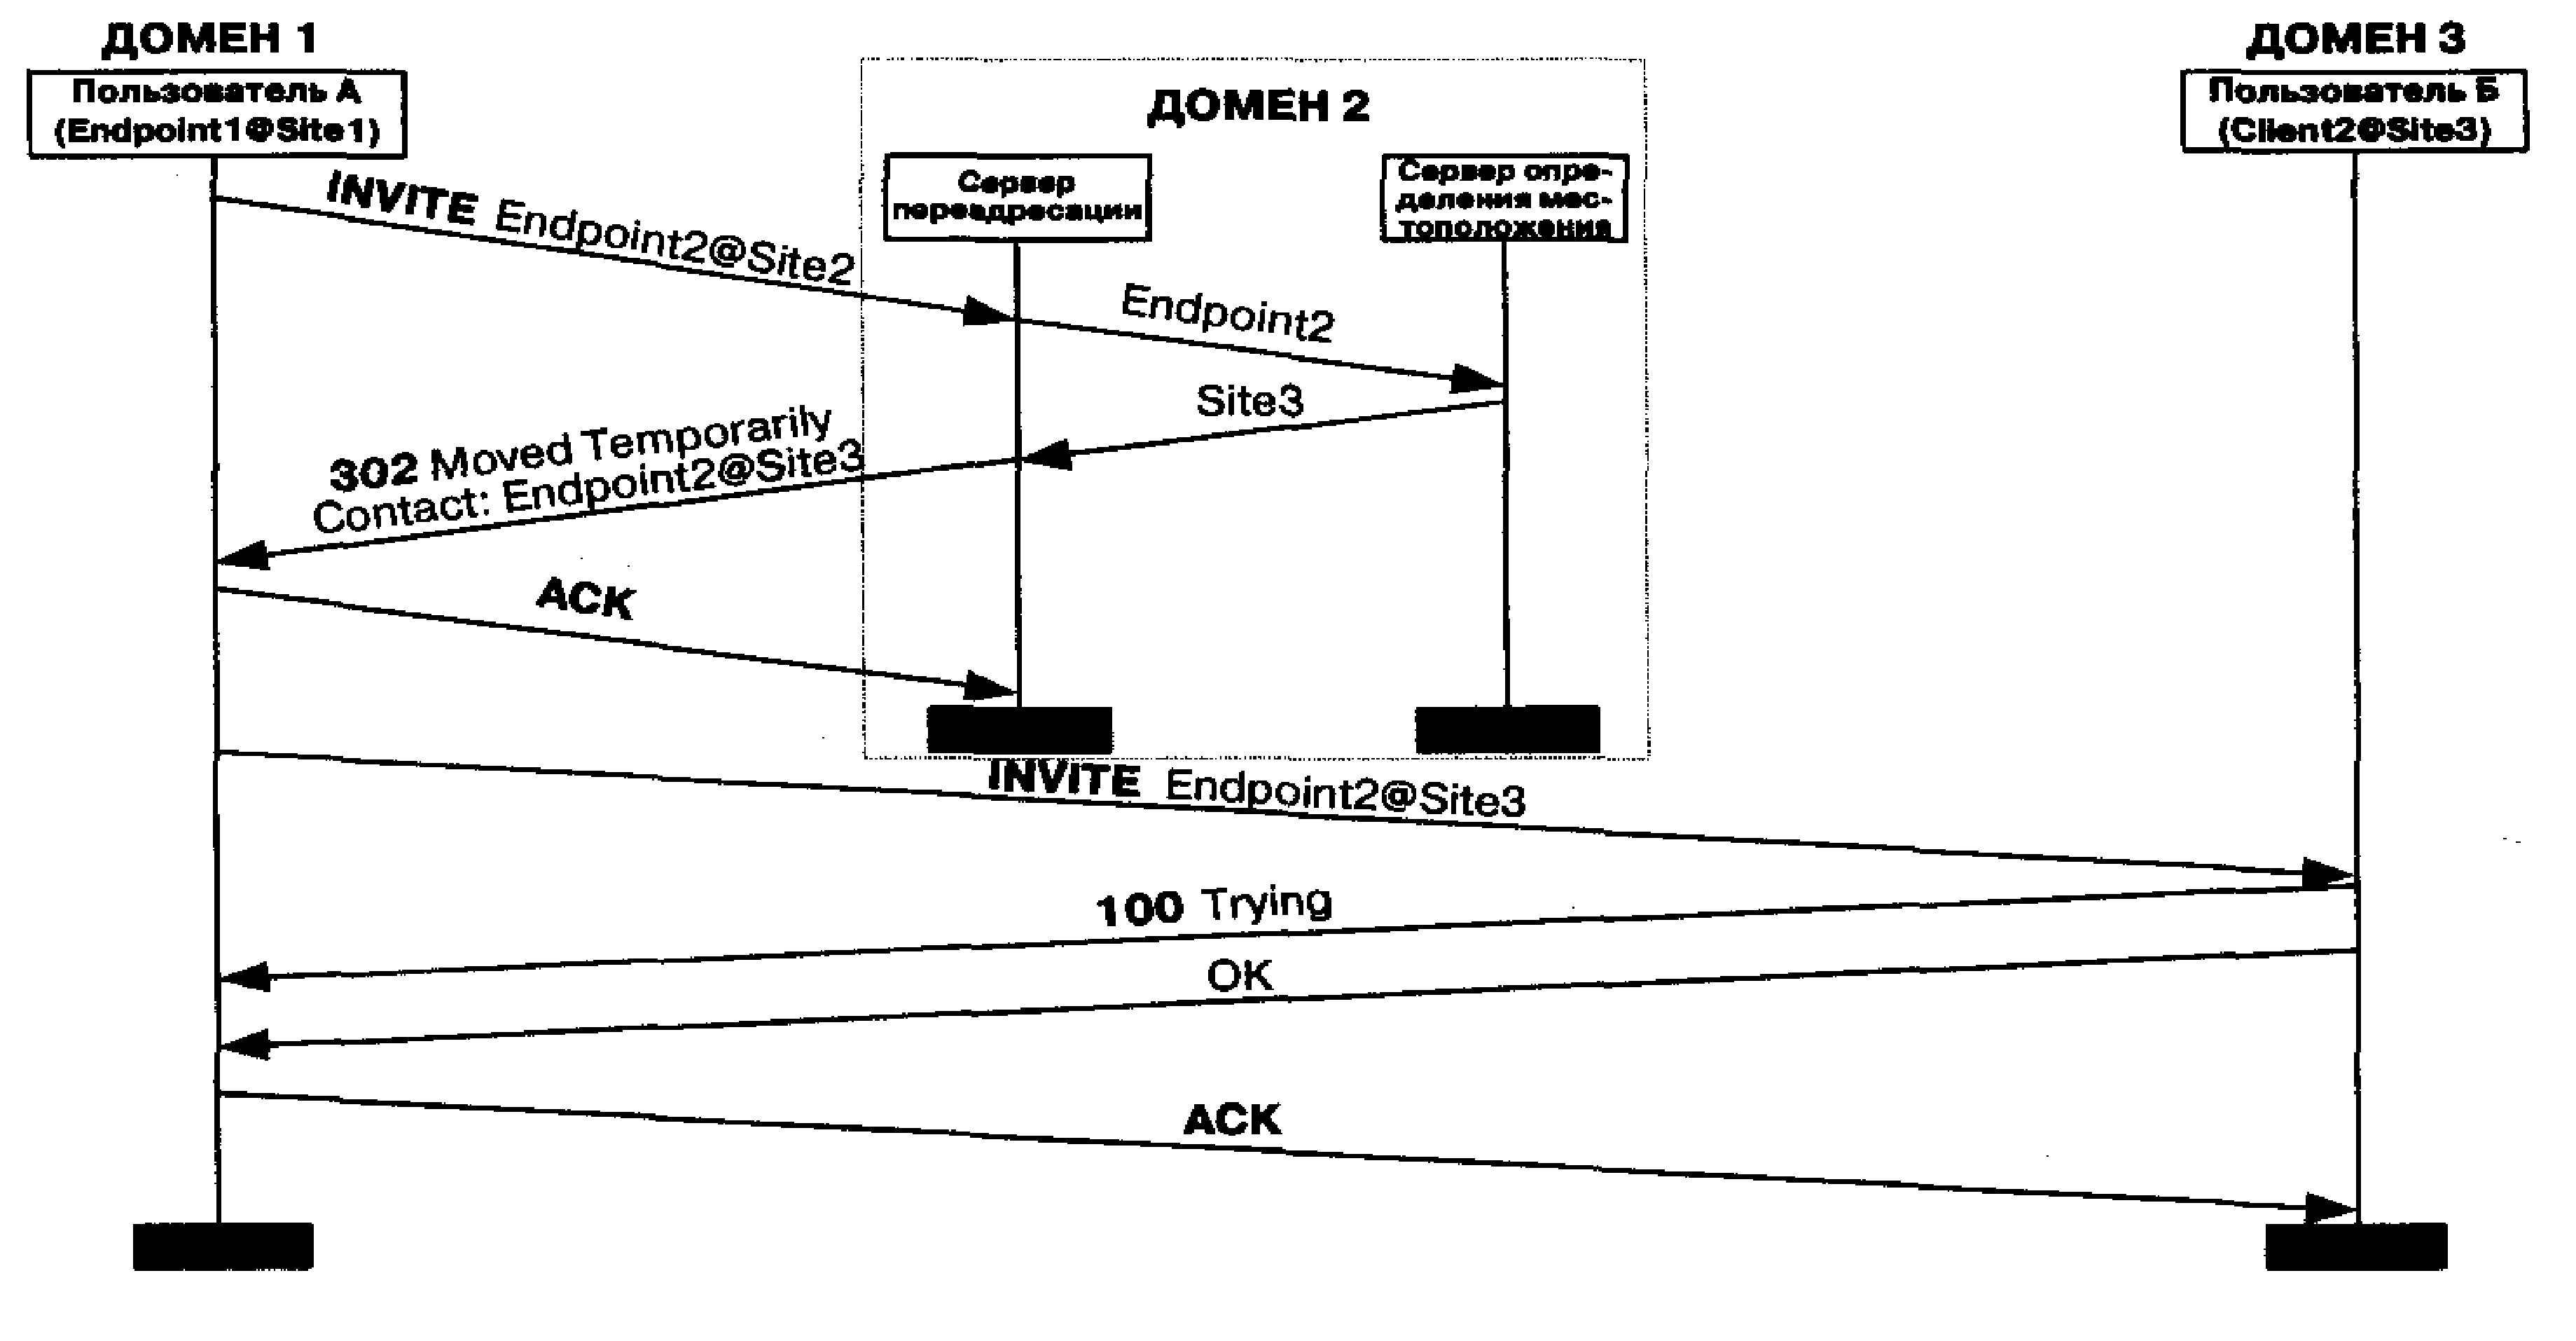 ДОМЕН 1
Пользователь А
(Endpoint1@Site1)
ДОМЕН 2
Сервер
переадресации
Сервер опре-
деления мес-
тоположения
ДОМЕН 3
Пользователь Б
(Client2@Site3)
INVITE Endpoint2@Site2
Endpoint2
Site3
302 Moved Temporarily
Contact: Endpoint2@Site3
ACK
INVITE Endpoint2@Site3
100 Trying
OK
ACK